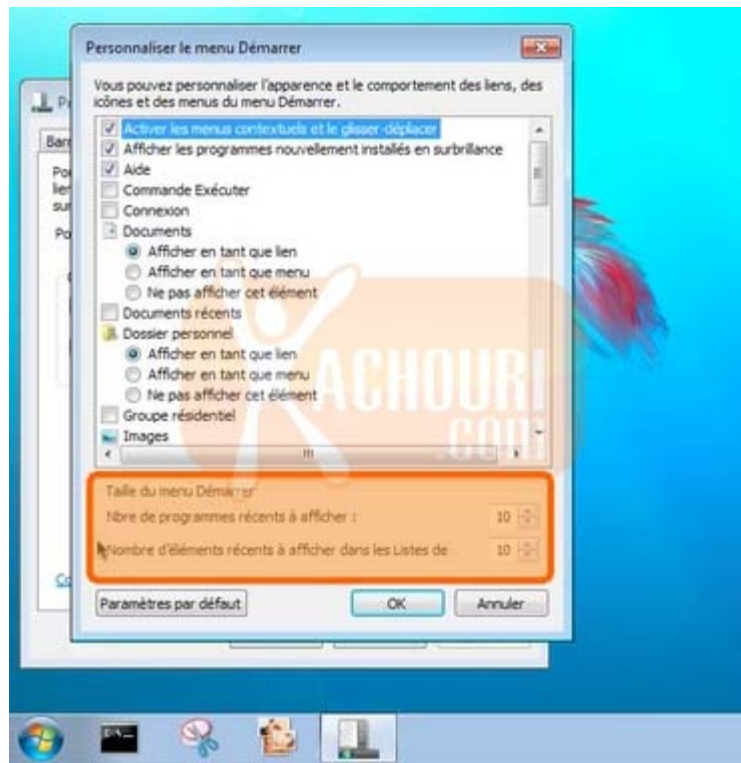 Personnaliser le menu Démarrer
Vous pouvez personnaliser l'apparence et le comportement des liens, des
icônes et des menus du menu Démarrer.
Activer les menus contextuels et le glisser-déplacer
Afficher les programmes nouvellement installés en surbrillance
Aide
Commande Exécuter
Connexion
Documents
Afficher en tant que lien
Afficher en tant que menu
Ne pas afficher cet élément
Documents récents
Dossier personnel
Afficher en tant que lien
Afficher en tant que menu
Ne pas afficher cet élément
Groupe résidentiel
Images
KACHOURI
.com
Taille du menu Démarrer
Nbre de programmes récents à afficher : 10
Nombre d'éléments récents à afficher dans les Listes de 10
Paramètres par défaut OK Annuler